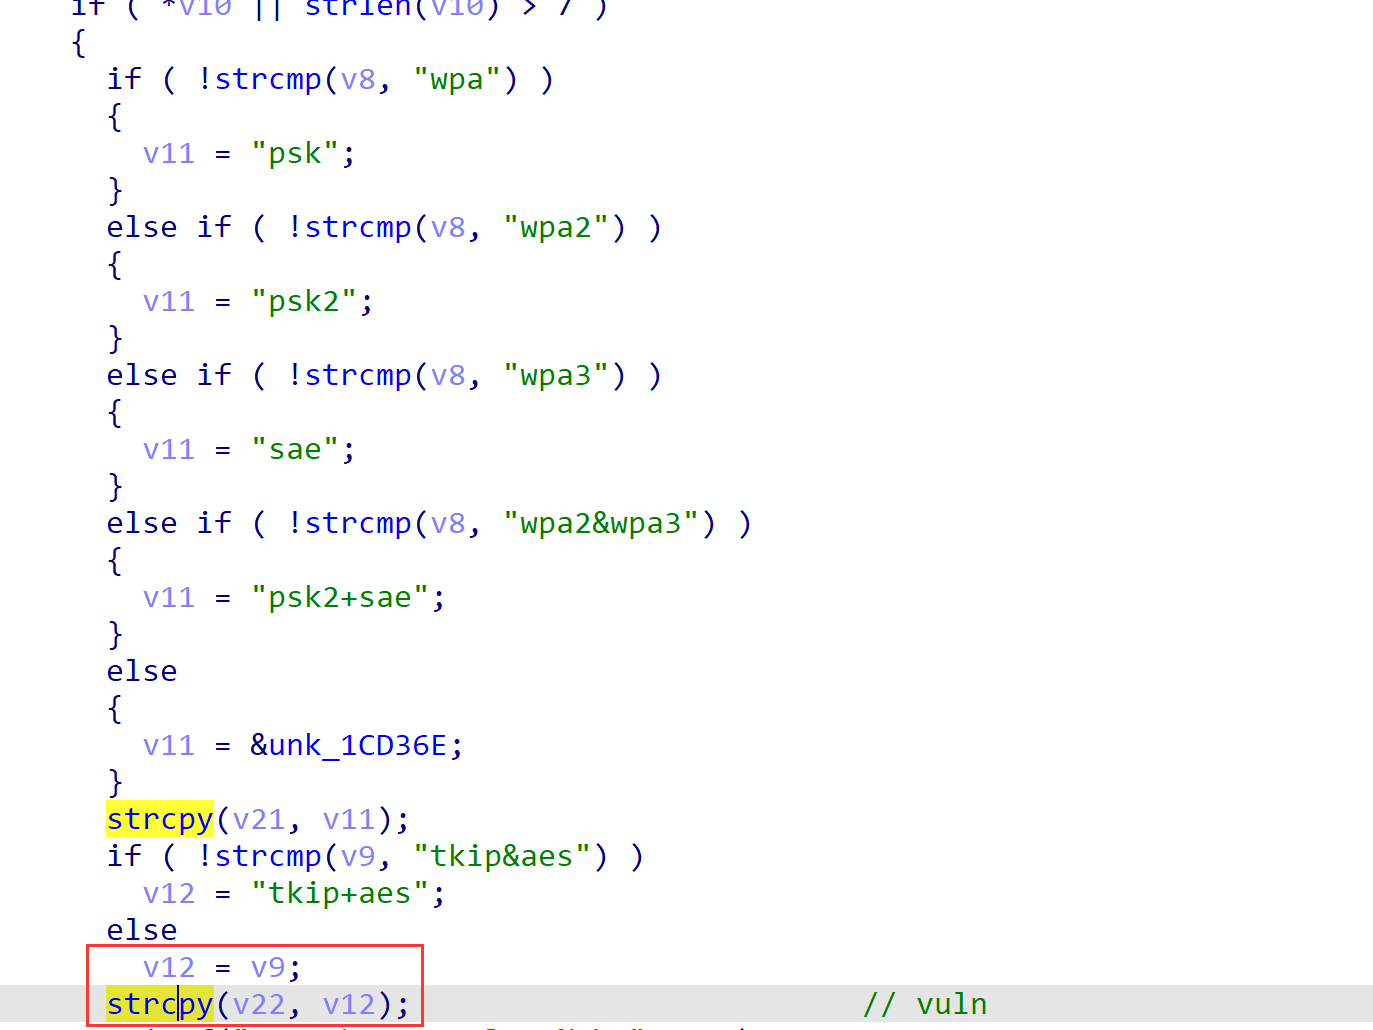 if ( *v10 || strlen(v10) > 7 )
{
if ( !strcmp(v8, "wpa") )
{
v11 = "psk";
}
else if ( !strcmp(v8, "wpa2") )
{
v11 = "psk2";
}
else if ( !strcmp(v8, "wpa3") )
{
v11 = "sae";
}
else if ( !strcmp(v8, "wpa2&wpa3") )
{
v11 = "psk2+sae";
}
else
{
v11 = &unk_1CD36E;
}
strcpy(v21, v11);
if ( !strcmp(v9, "tkip&aes") )
v12 = "tkip+aes";
else
v12 = v9;
strcpy(v22, v12); // vuln